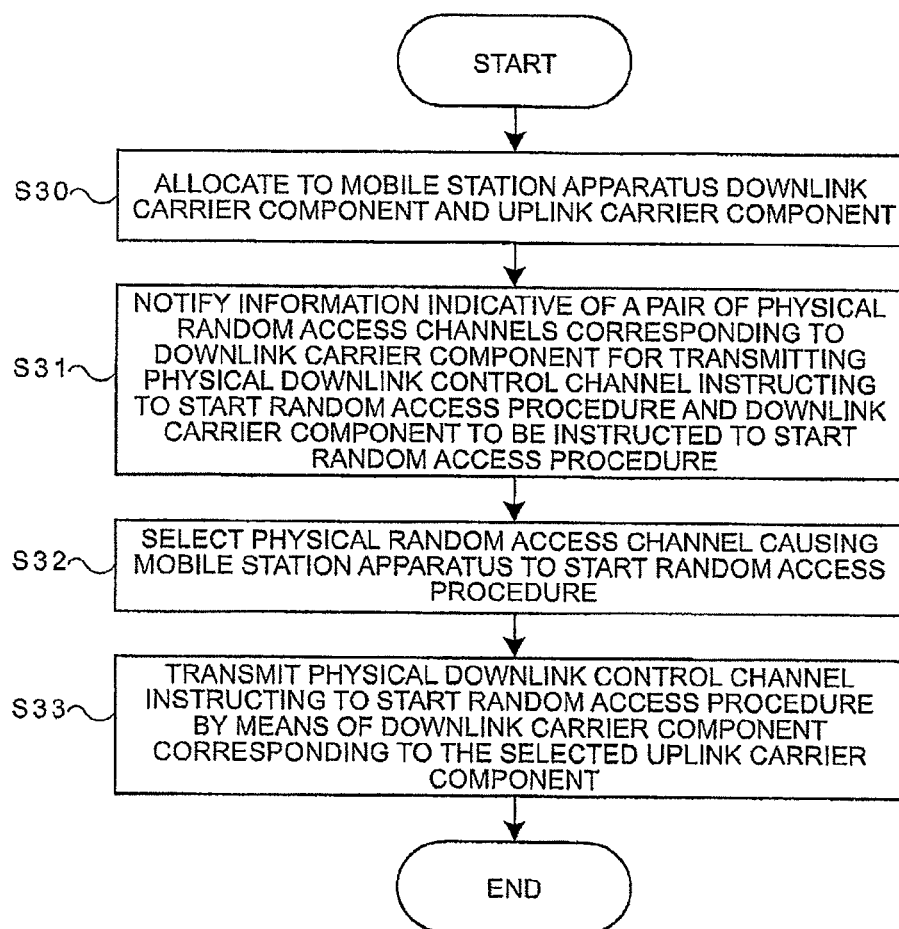 START
S30
ALLOCATE TO MOBILE STATION APPARATUS DOWNLINK
CARRIER COMPONENT AND UPLINK CARRIER COMPONENT
S31
NOTIFY INFORMATION INDICATIVE OF A PAIR OF PHYSICAL
RANDOM ACCESS CHANNELS CORRESPONDING TO
DOWNLINK CARRIER COMPONENT FOR TRANSMITTING
PHYSICAL DOWNLINK CONTROL CHANNEL INSTRUCTING
TO START RANDOM ACCESS PROCEDURE AND DOWNLINK
CARRIER COMPONENT TO BE INSTRUCTED TO START
RANDOM ACCESS PROCEDURE
S32
SELECT PHYSICAL RANDOM ACCESS CHANNEL CAUSING
MOBILE STATION APPARATUS TO START RANDOM ACCESS
PROCEDURE
S33
TRANSMIT PHYSICAL DOWNLINK CONTROL CHANNEL
INSTRUCTING TO START RANDOM ACCESS PROCEDURE
BY MEANS OF DOWNLINK CARRIER COMPONENT
CORRESPONDING TO THE SELECTED UPLINK CARRIER
COMPONENT
END